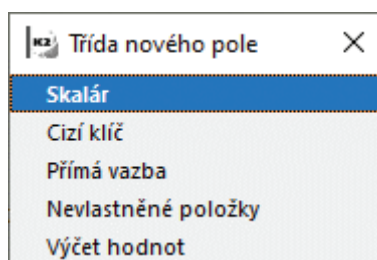 K2 Třída nového pole
Skalár
Cizí klíč
Přímá vazba
Nevlastněné položky
Výčet hodnot